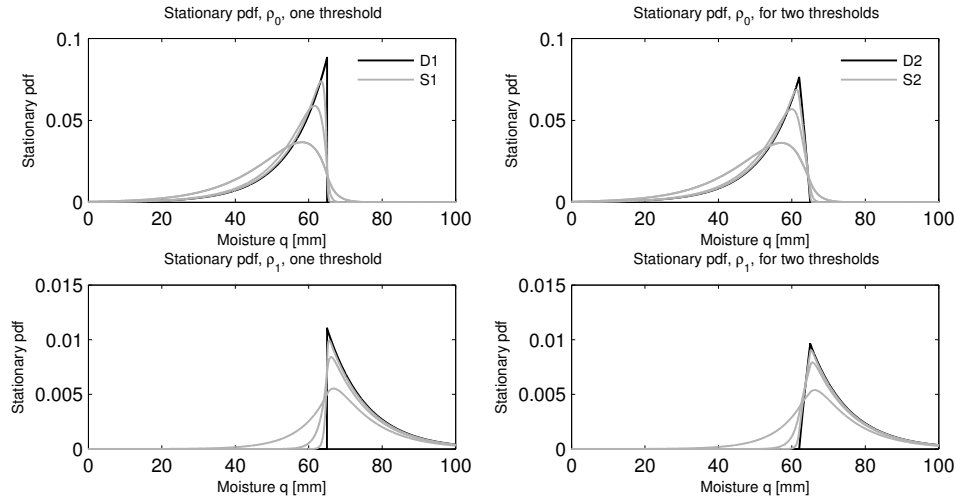 Stationary pdf, ρ0, one threshold
Stationary pdf
0.1
0.05
0
D1
S1
0 20 40 60 80 100
Moisture q [mm]
Stationary pdf, ρ0, for two thresholds
Stationary pdf
0.1
0.05
0
D2
S2
0 20 40 60 80 100
Moisture q [mm]
Stationary pdf, ρ1, one threshold
Stationary pdf
0.015
0.01
0.005
0
0 20 40 60 80 100
Moisture q [mm]
Stationary pdf, ρ1, for two thresholds
Stationary pdf
0.015
0.01
0.005
0
0 20 40 60 80 100
Moisture q [mm]